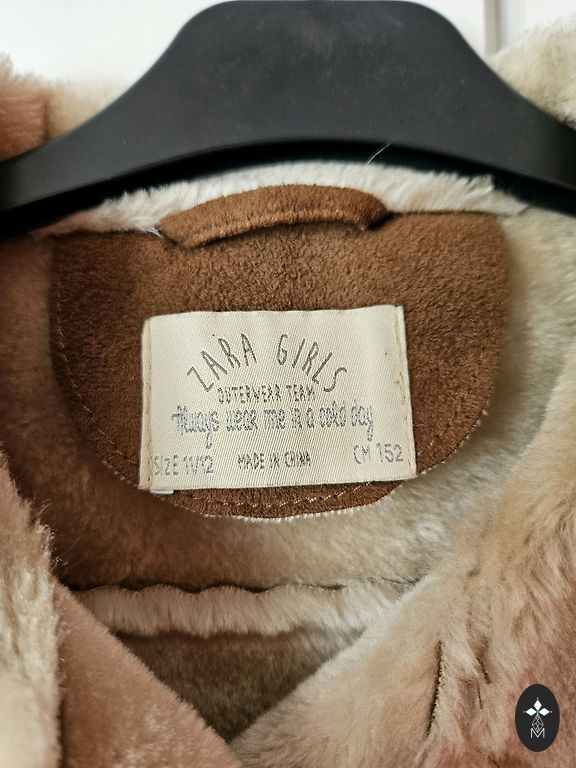 ZARA GIRLS
OUTERWEAR TEAM
Always wear me in a cold day
SIZE 11/12 MADE IN CHINA CM 152
M